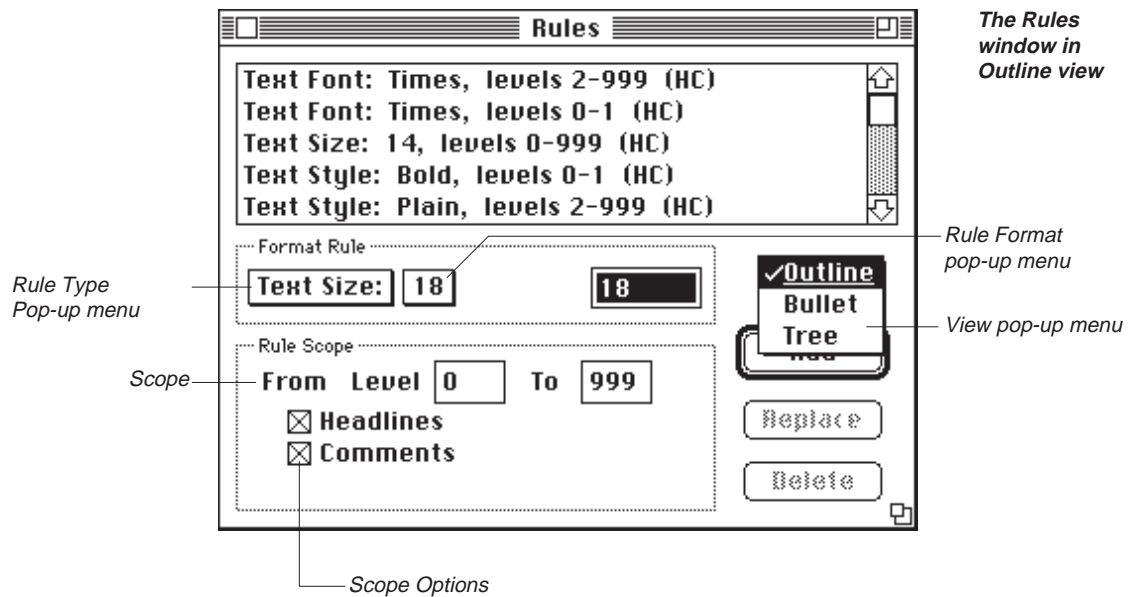 Rules
The Rules
window in
Outline view
Text Font: Times, levels 2-999 (HC)
Text Font: Times, levels 0-1 (HC)
Text Size: 14, levels 0-999 (HC)
Text Style: Bold, levels 0-1 (HC)
Text Style: Plain, levels 2-999 (HC)
Format Rule
Rule Format
pop-up menu
Rule Type
Pop-up menu
Text Size: 18 18
✓Outline
Bullet
Tree
View pop-up menu
Add
Rule Scope
Scope
From Level 0 To 999
Headlines
Comments
Replace
Delete
Scope Options